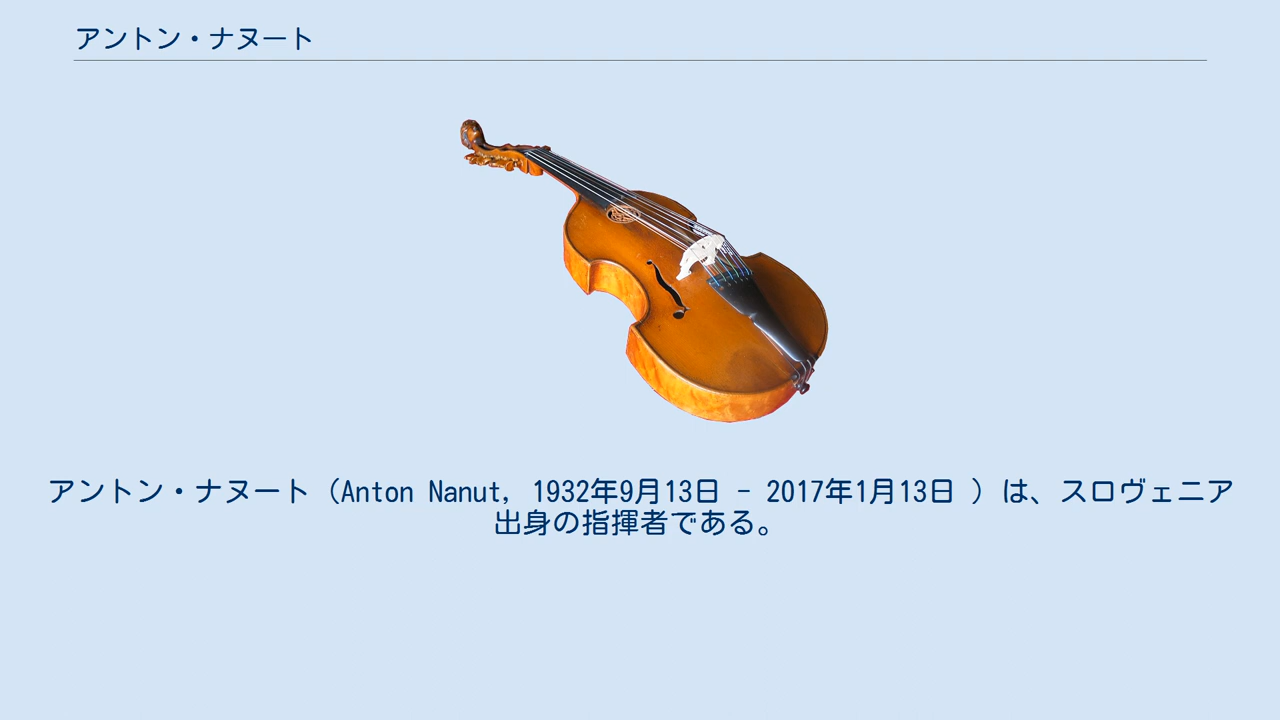 アントン・ナヌート
アントン・ナヌート（Anton Nanut, 1932年9月13日 - 2017年1月13日 ）は、スロヴェニア
出身の指揮者である。